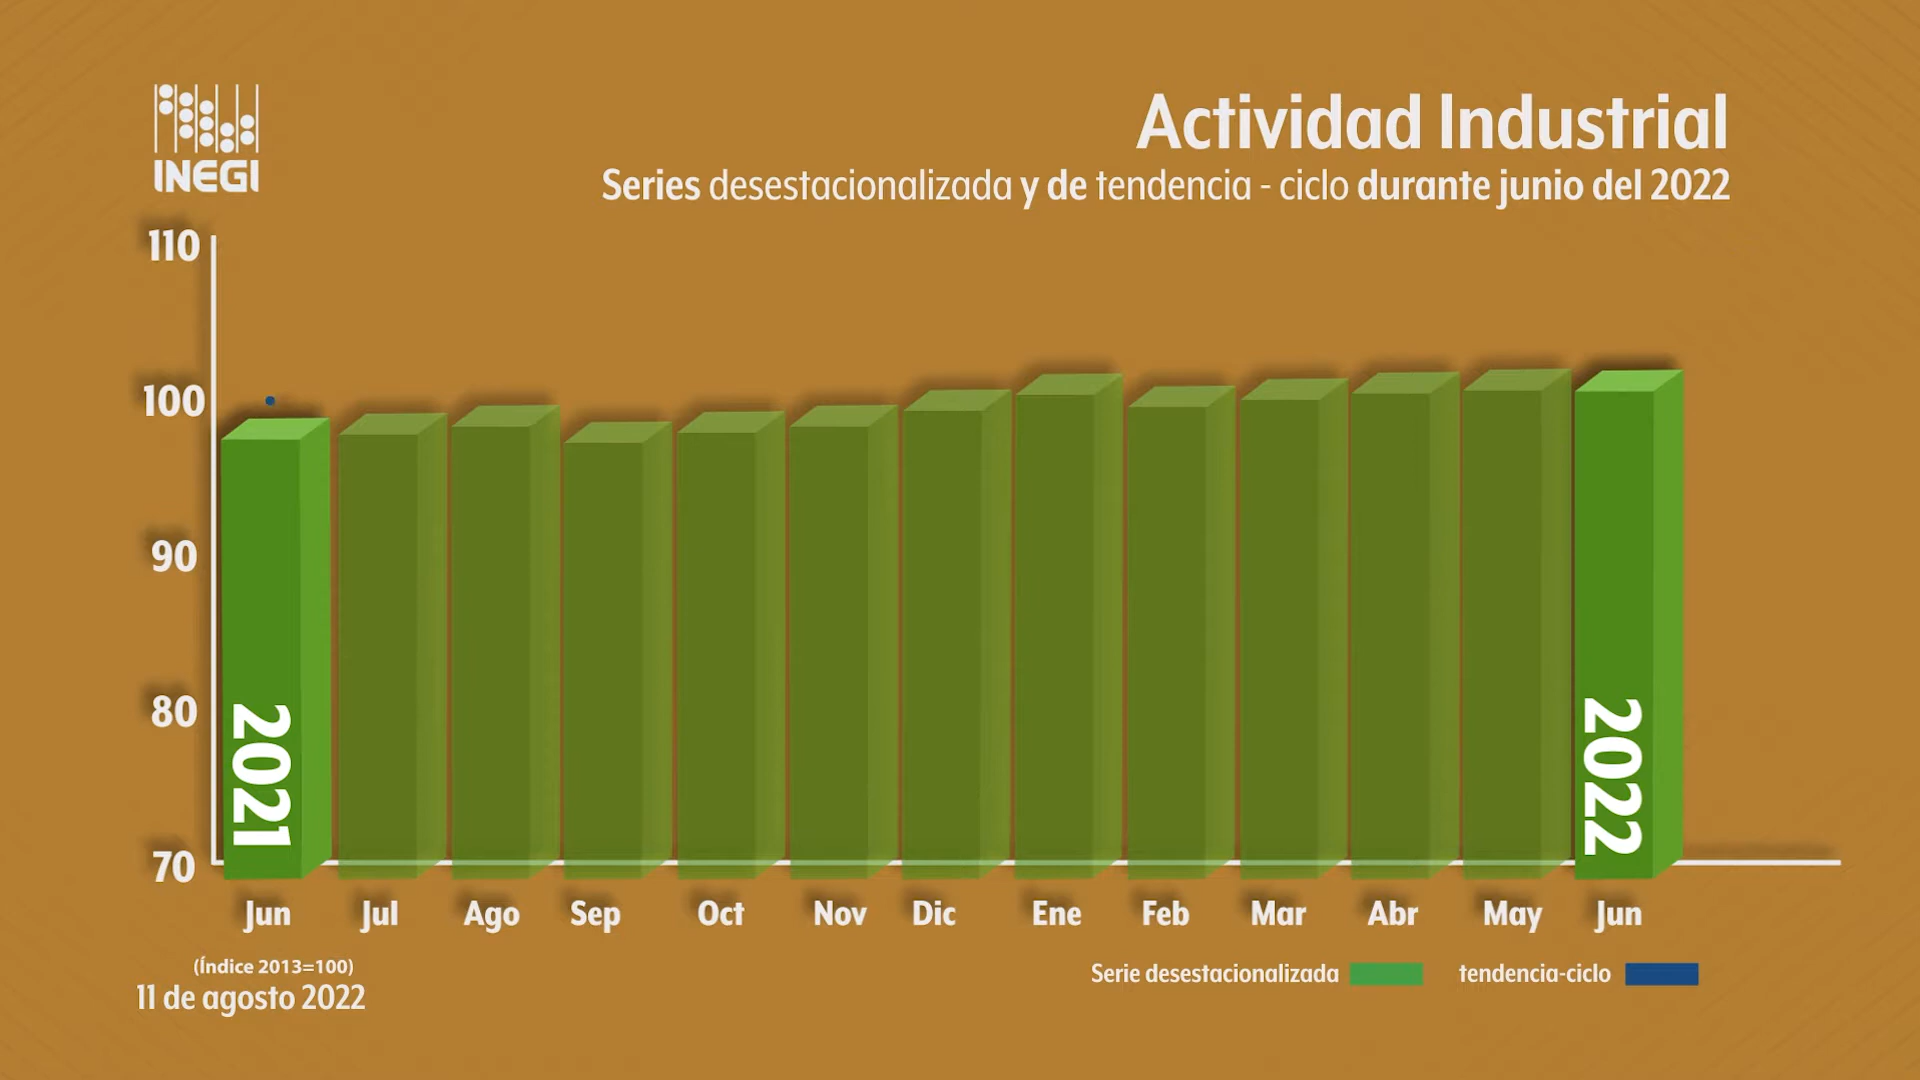 INEGI
Actividad Industrial
Series desestacionalizada y de tendencia - ciclo durante junio del 2022
110
100
90
80
70
2021
2022
Jun Jul Ago Sep Oct Nov Dic Ene Feb Mar Abr May Jun
(Índice 2013=100)
11 de agosto 2022
Serie desestacionalizada
tendencia-ciclo